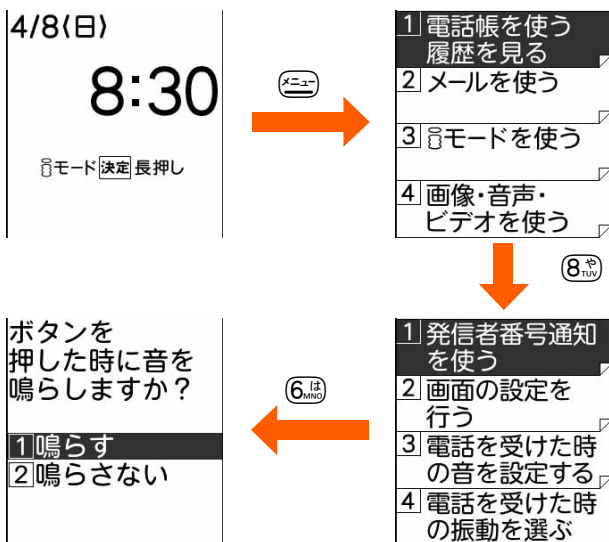 4/8(日)
8:30
iモード決定長押し
メニュー
1 電話帳を使う
履歴を見る
2 メールを使う
3 iモードを使う
4 画像・音声・
ビデオを使う
8や
TUV
1 発信者番号通知
を使う
2 画面の設定を
行う
3 電話を受けた時
の音を設定する
4 電話を受けた時
の振動を選ぶ
6は
MNO
ボタンを
押した時に音を
鳴らしますか？
1鳴らす
2鳴らさない